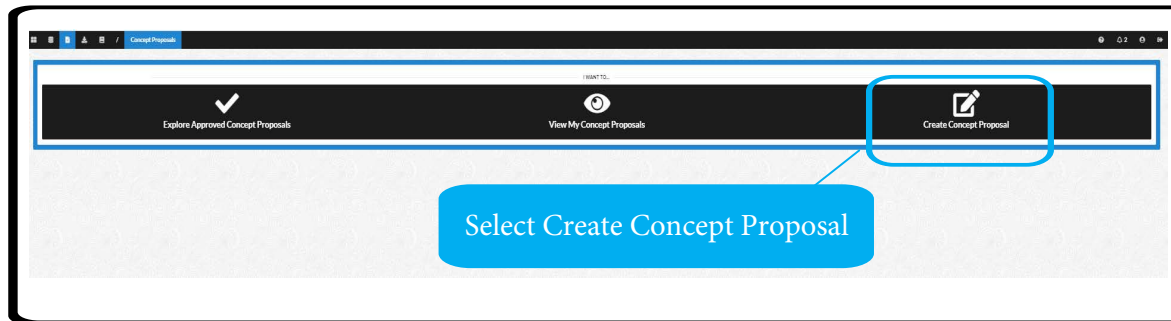 / Concept Proposals
2
I WANT TO...
Explore Approved Concept Proposals
View My Concept Proposals
Create Concept Proposal
Select Create Concept Proposal